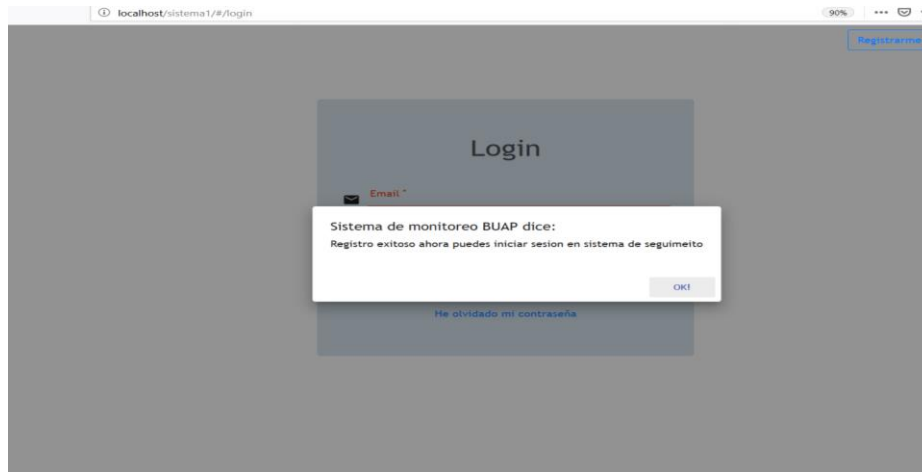 localhost/sistema1/#/login
90%
Registrarme
Login
Email *
Sistema de monitoreo BUAP dice:
Registro exitoso ahora puedes iniciar sesion en sistema de seguimeito
OK!
He olvidado mi contraseña